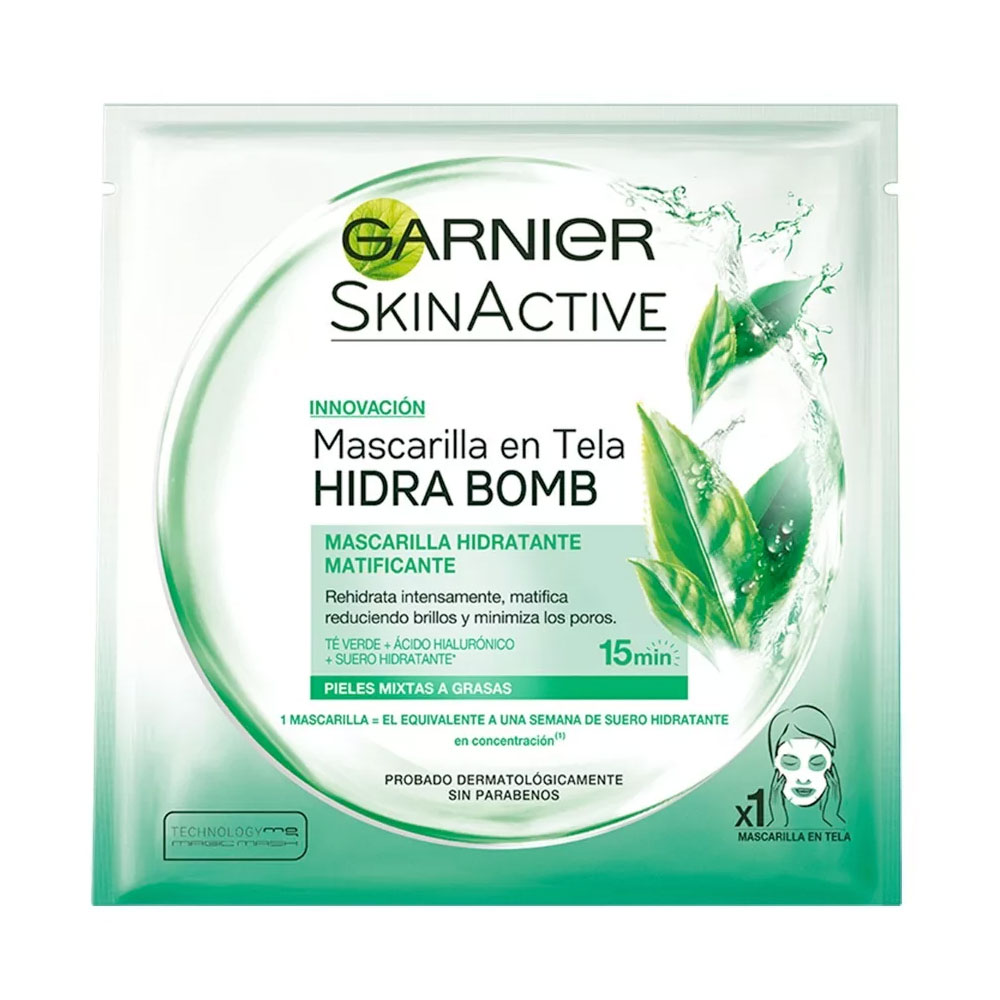 GARNIER
SKINACTIVE
INNOVACIÓN
Mascarilla en Tela
HIDRA BOMB
MASCARILLA HIDRATANTE
MATIFICANTE
Rehidrata intensamente, matifica
reduciendo brillos y minimiza los poros.
TÉ VERDE + ÁCIDO HIALURÓNICO
+ SUERO HIDRATANTE*
15min
PIELES MIXTAS A GRASAS
1 MASCARILLA = EL EQUIVALENTE A UNA SEMANA DE SUERO HIDRATANTE
en concentración(1)
PROBADO DERMATOLÓGICAMENTE
SIN PARABENOS
x1
MASCARILLA EN TELA
TECHNOLOGY
MAGIC MASK